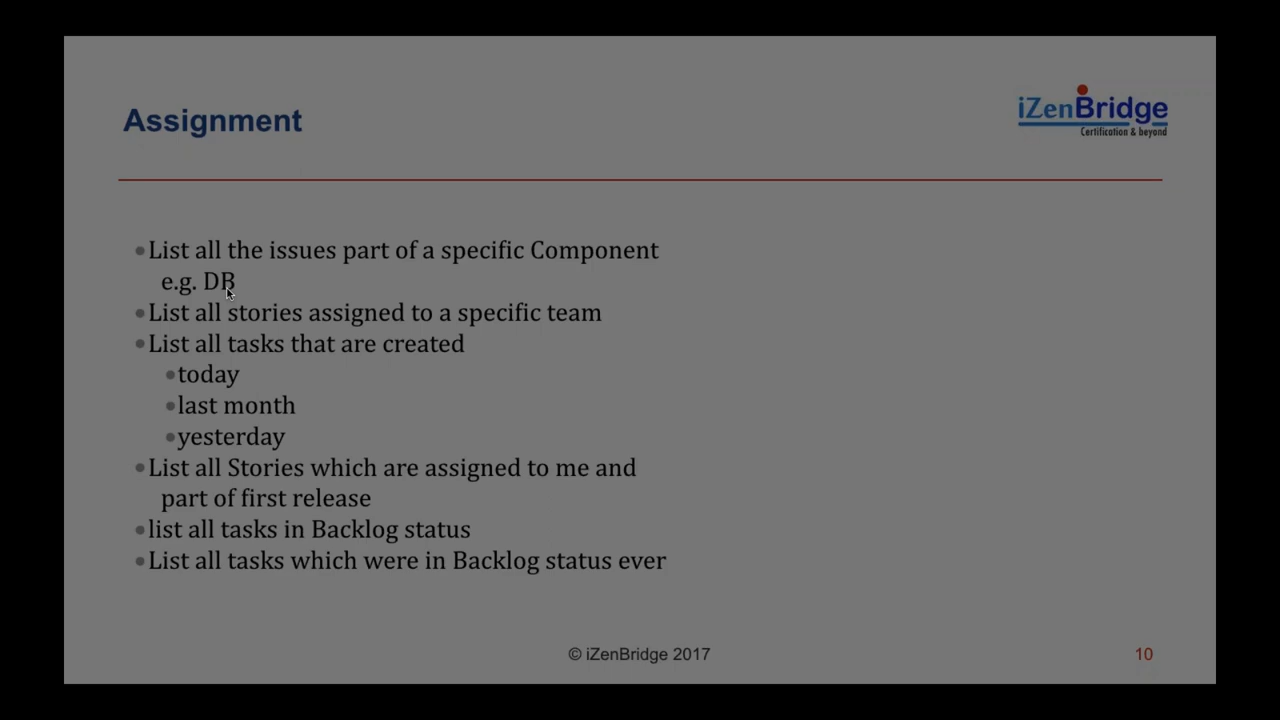 Assignment
iZenBridge
Certification & beyond
List all the issues part of a specific Component
e.g. DB
List all stories assigned to a specific team
List all tasks that are created
today
last month
yesterday
List all Stories which are assigned to me and
part of first release
list all tasks in Backlog status
List all tasks which were in Backlog status ever
© iZenBridge 2017
10